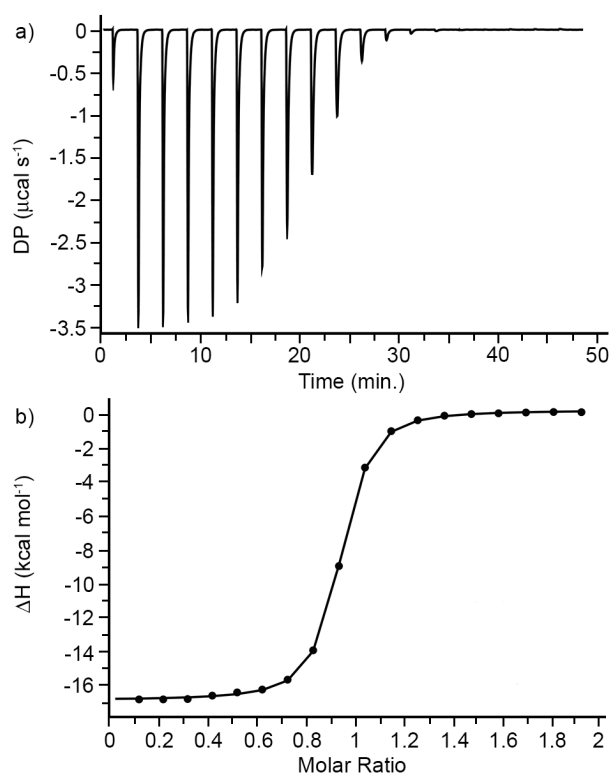 a)
0
-0.5
-1
-1.5
-2
-2.5
-3
-3.5
DP (μcal s⁻¹)
0 10 20 30 40 50
Time (min.)
b)
0
-2
-4
-6
-8
-10
-12
-14
-16
ΔH (kcal mol⁻¹)
0 0.2 0.4 0.6 0.8 1 1.2 1.4 1.6 1.8 2
Molar Ratio